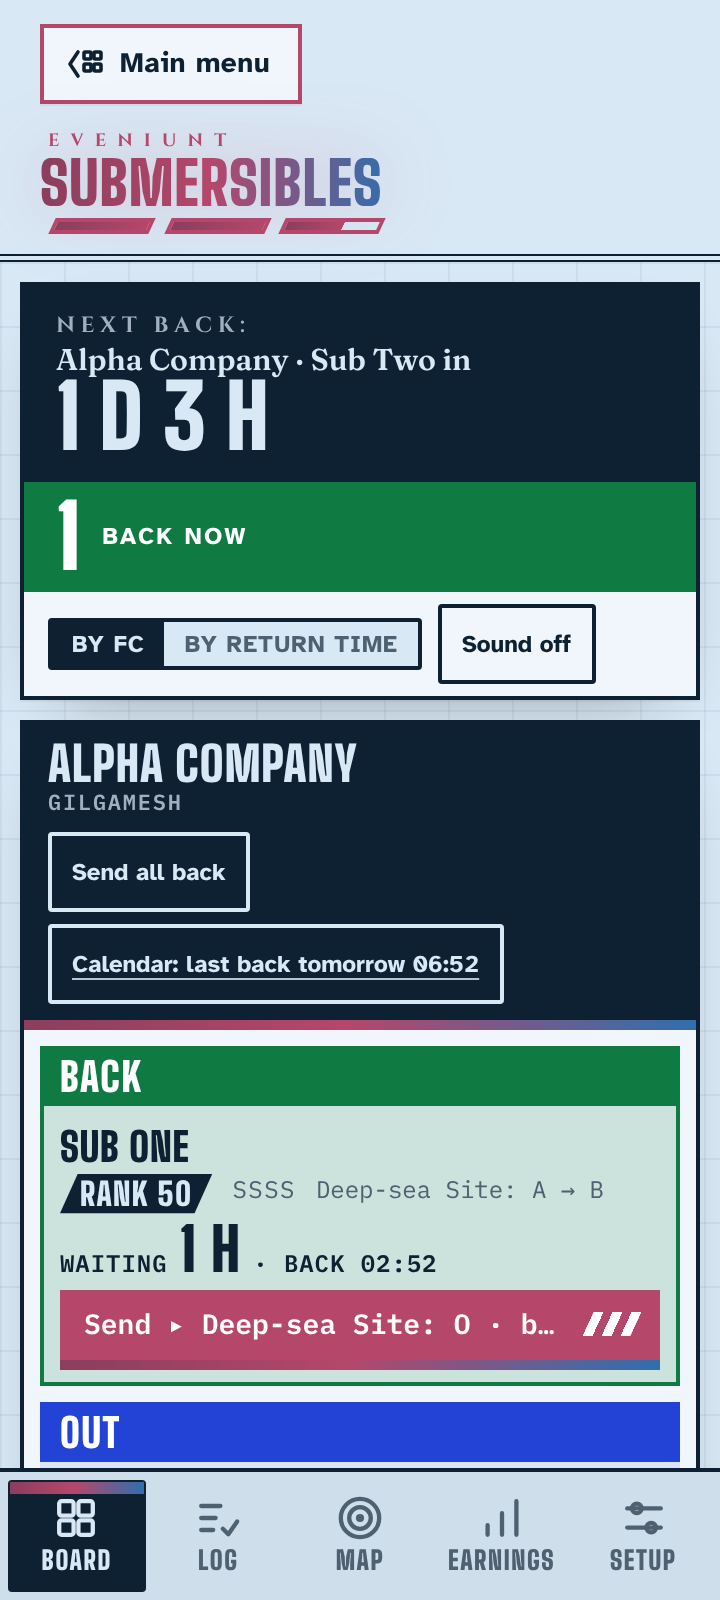 Main menu
EVENIUNT
SUBMERSIBLES
NEXT BACK:
Alpha Company · Sub Two in
1D 3H
1 BACK NOW
BY FC BY RETURN TIME Sound off
ALPHA COMPANY
GILGAMESH
Send all back
Calendar: last back tomorrow 06:52
BACK
SUB ONE
RANK 50 SSSS Deep-sea Site: A → B
WAITING 1H · BACK 02:52
Send ▸ Deep-sea Site: O · b…
OUT
BOARD LOG MAP EARNINGS SETUP